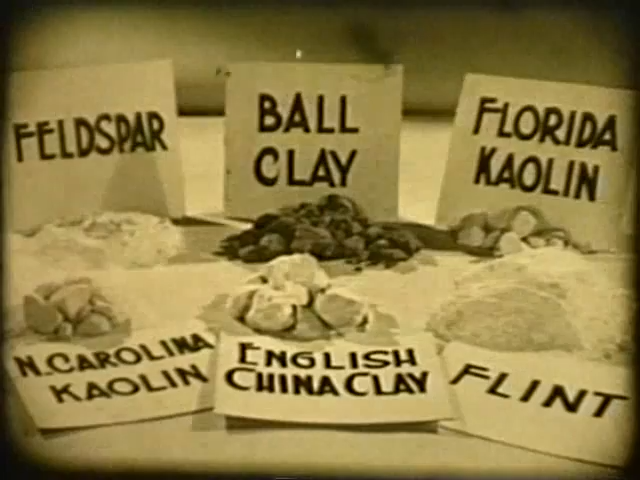 FELDSPAR
BALL
CLAY
FLORIDA
KAOLIN
N. CAROLINA
KAOLIN
ENGLISH
CHINA CLAY
FLINT